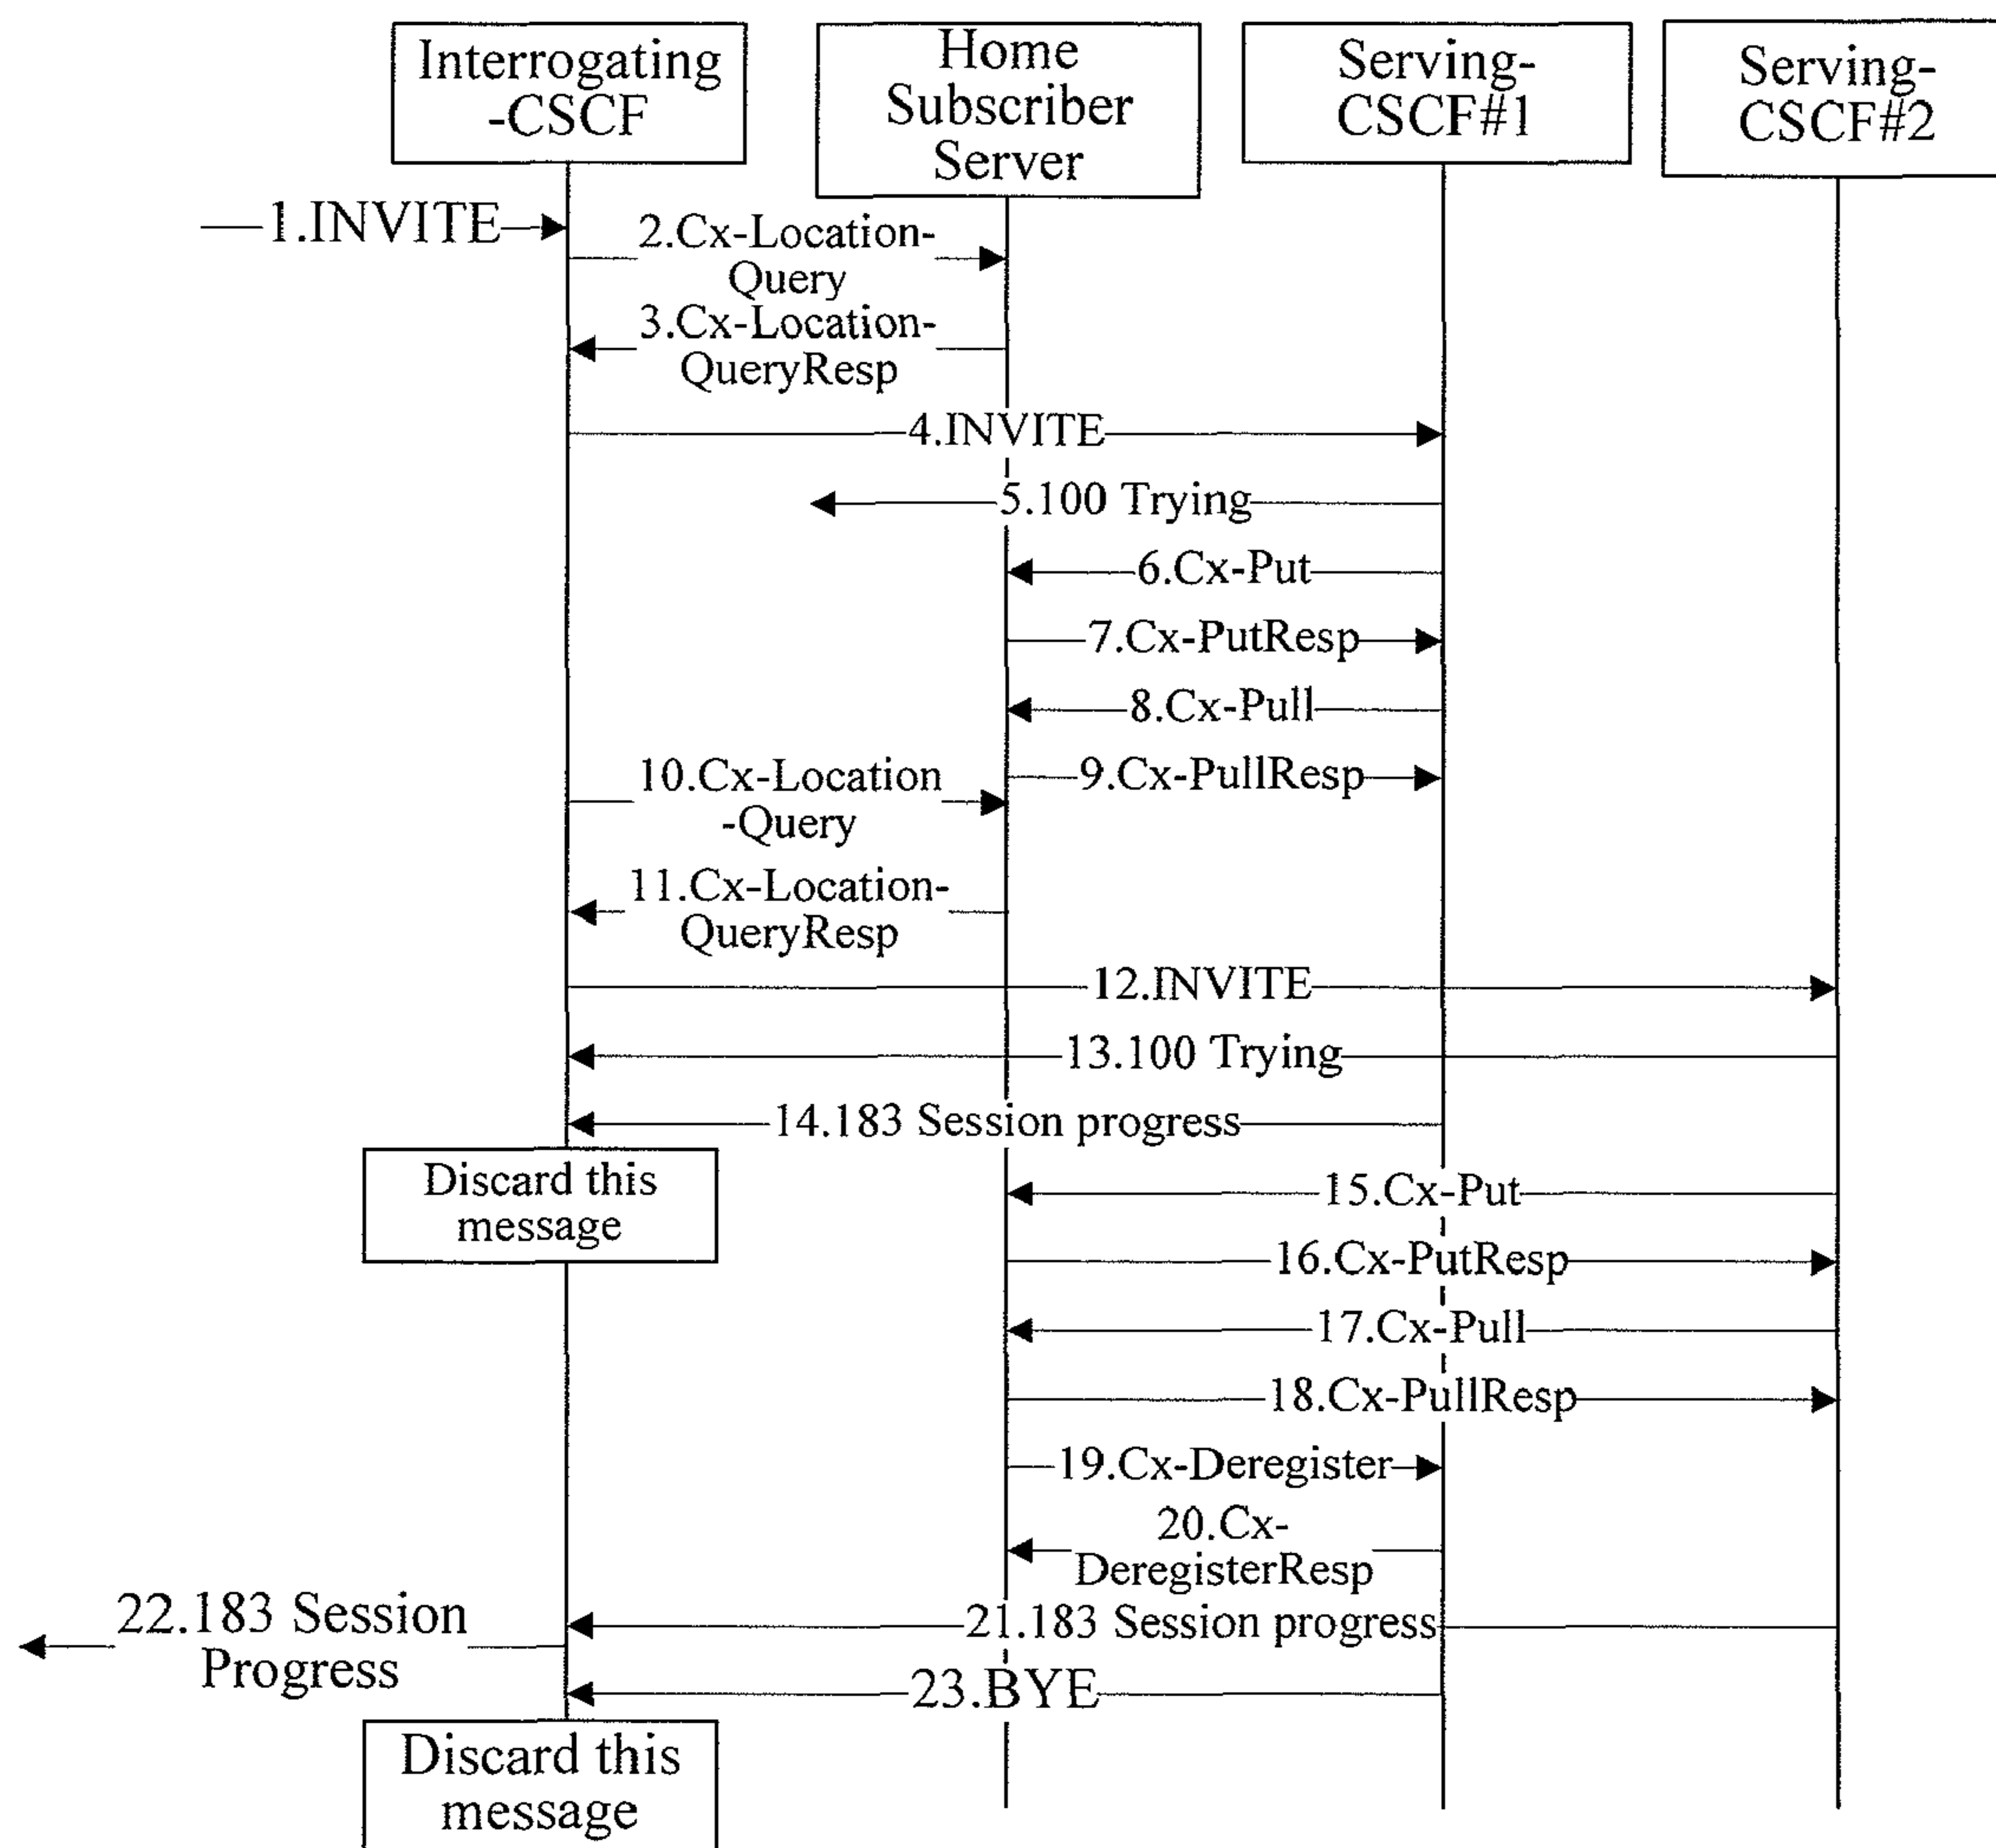 Interrogating
-CSCF
Home
Subscriber
Server
Serving-
CSCF#1
Serving-
CSCF#2
1.INVITE
2.Cx-Location-
Query
3.Cx-Location-
QueryResp
4.INVITE
5.100 Trying
6.Cx-Put
7.Cx-PutResp
8.Cx-Pull
9.Cx-PullResp
10.Cx-Location
-Query
11.Cx-Location-
QueryResp
12.INVITE
13.100 Trying
14.183 Session progress
Discard this
message
15.Cx-Put
16.Cx-PutResp
17.Cx-Pull
18.Cx-PullResp
19.Cx-Deregister
20.Cx-
DeregisterResp
21.183 Session progress
22.183 Session
Progress
23.BYE
Discard this
message